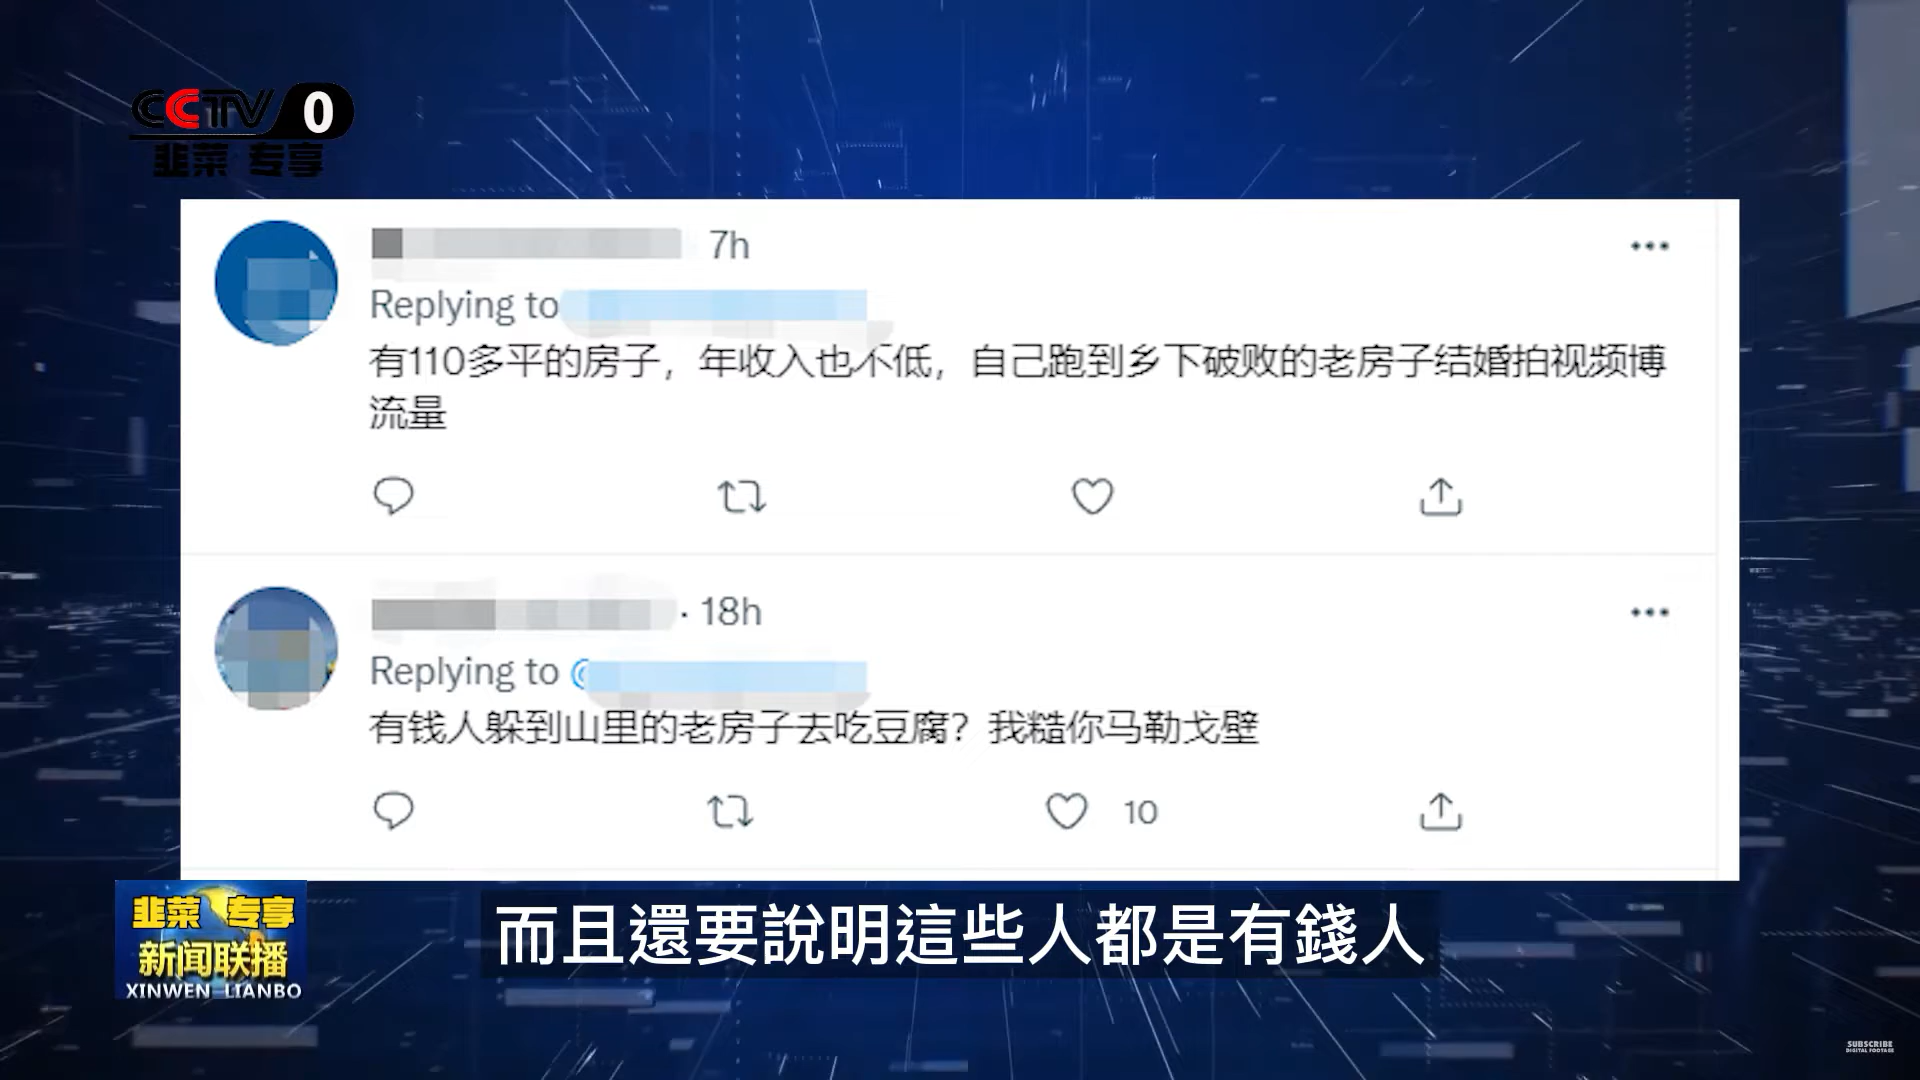 CCTV 0
韭菜 专享
7h
Replying to
有110多平的房子，年收入也不低，自己跑到乡下破败的老房子结婚拍视频博
流量
· 18h
Replying to @
有钱人躲到山里的老房子去吃豆腐？我糙你马勒戈壁
10
韭菜 专享
新闻联播
XINWEN LIANBO
而且還要說明這些人都是有錢人
SUBSCRIBE
DIGITAL FOOTAGE